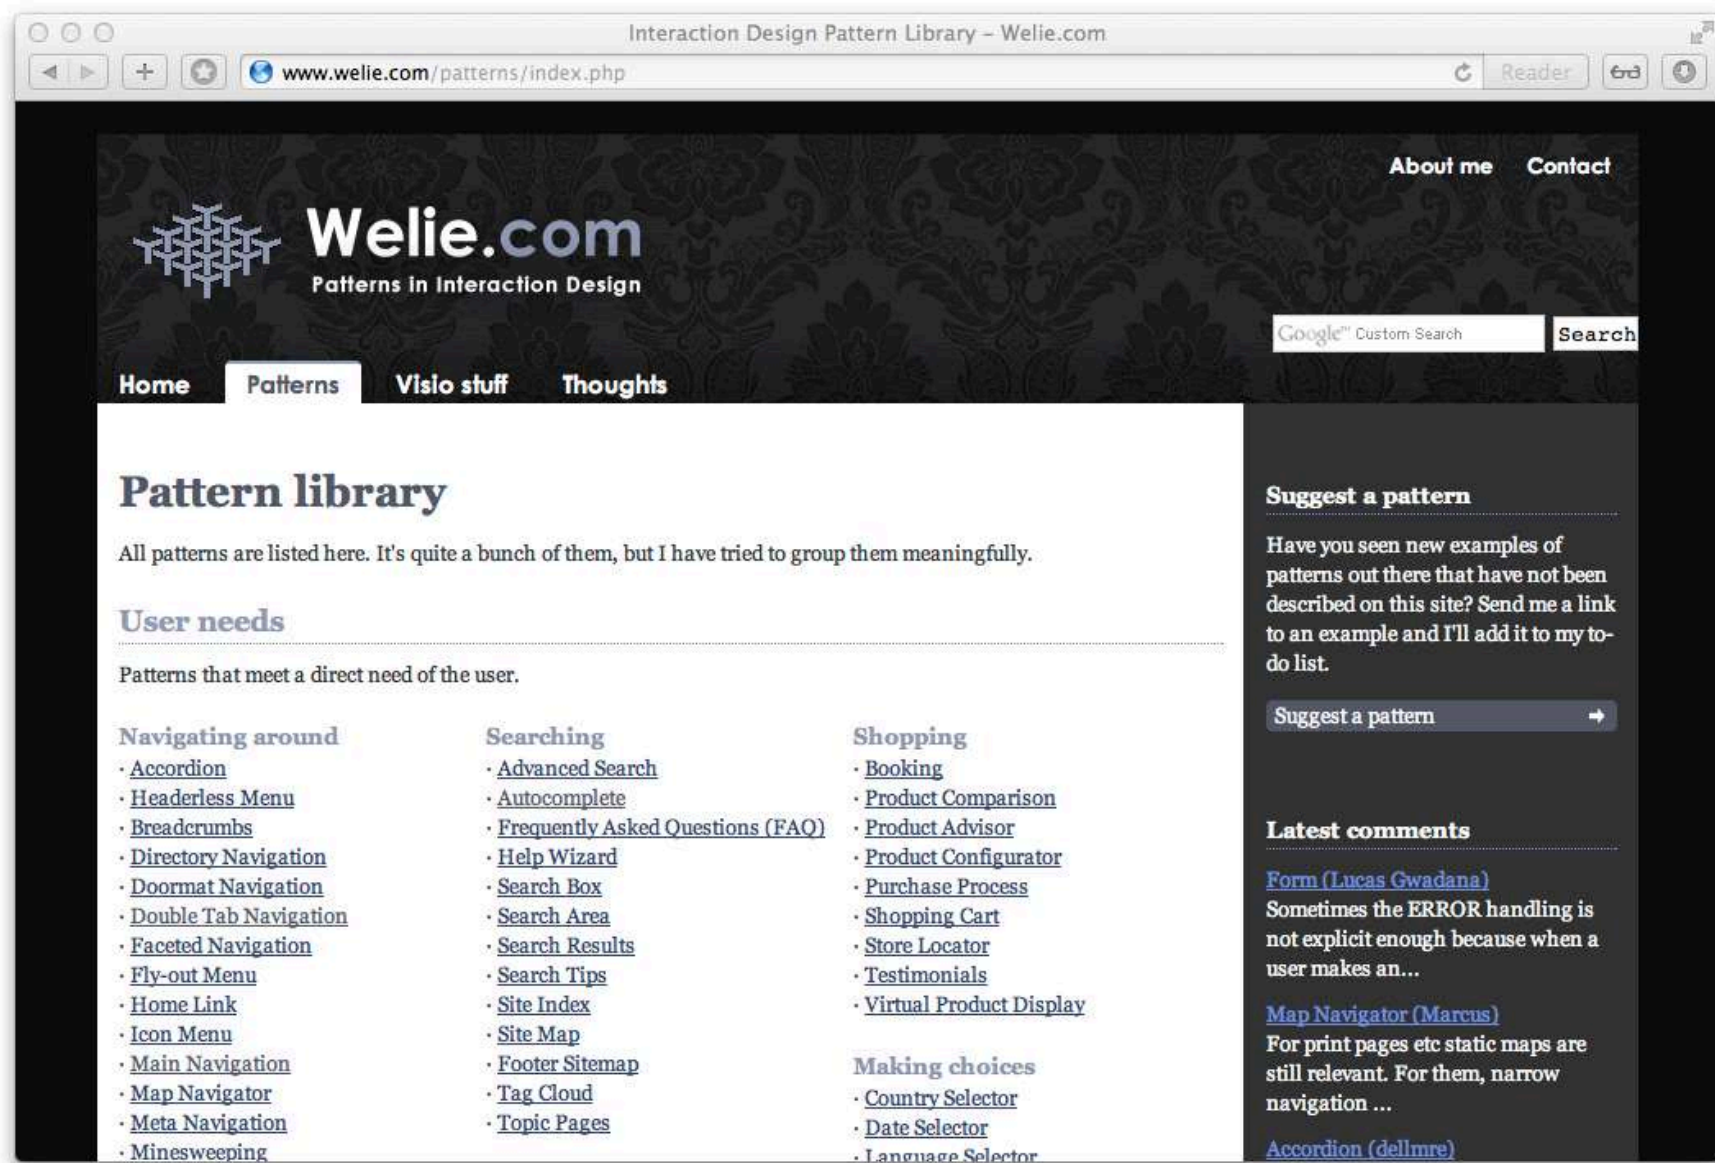 Interaction Design Pattern Library – Welie.com
www.welie.com/patterns/index.php
Reader
About me Contact
Welie.com
Patterns in Interaction Design
Google™ Custom Search Search
Home Patterns Visio stuff Thoughts
Pattern library
All patterns are listed here. It's quite a bunch of them, but I have tried to group them meaningfully.
User needs
Patterns that meet a direct need of the user.
Navigating around
· Accordion
· Headerless Menu
· Breadcrumbs
· Directory Navigation
· Doormat Navigation
· Double Tab Navigation
· Faceted Navigation
· Fly-out Menu
· Home Link
· Icon Menu
· Main Navigation
· Map Navigator
· Meta Navigation
· Minesweeping
Searching
· Advanced Search
· Autocomplete
· Frequently Asked Questions (FAQ)
· Help Wizard
· Search Box
· Search Area
· Search Results
· Search Tips
· Site Index
· Site Map
· Footer Sitemap
· Tag Cloud
· Topic Pages
Shopping
· Booking
· Product Comparison
· Product Advisor
· Product Configurator
· Purchase Process
· Shopping Cart
· Store Locator
· Testimonials
· Virtual Product Display
Making choices
· Country Selector
· Date Selector
· Language Selector
Suggest a pattern
Have you seen new examples of
patterns out there that have not been
described on this site? Send me a link
to an example and I'll add it to my to-
do list.
Suggest a pattern
Latest comments
Form (Lucas Gwadana)
Sometimes the ERROR handling is
not explicit enough because when a
user makes an...
Map Navigator (Marcus)
For print pages etc static maps are
still relevant. For them, narrow
navigation ...
Accordion (dellmre)